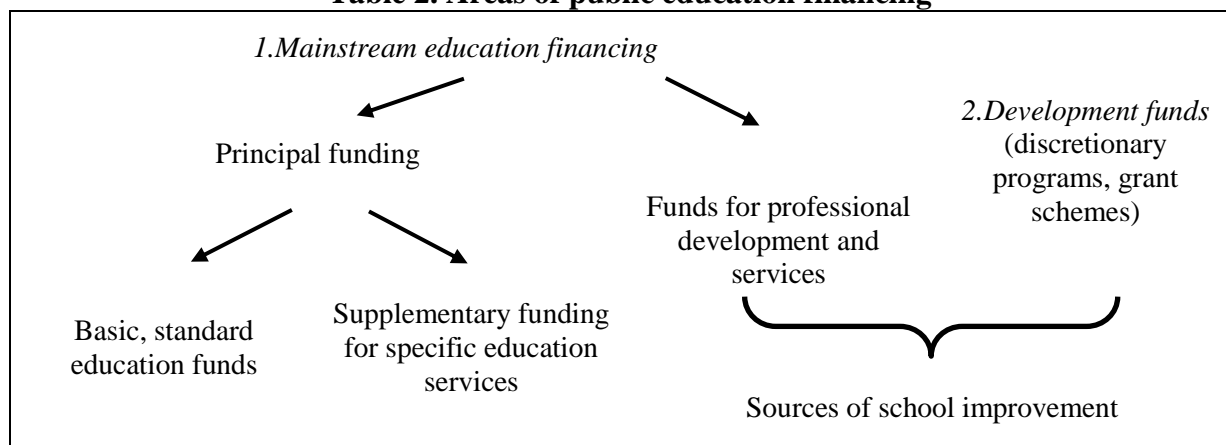 Table 2. Areas of public education financing
1.Mainstream education financing
2.Development funds
(discretionary
programs, grant
schemes)
Principal funding
Funds for professional
development and
services
Basic, standard
education funds
Supplementary funding
for specific education
services
Sources of school improvement